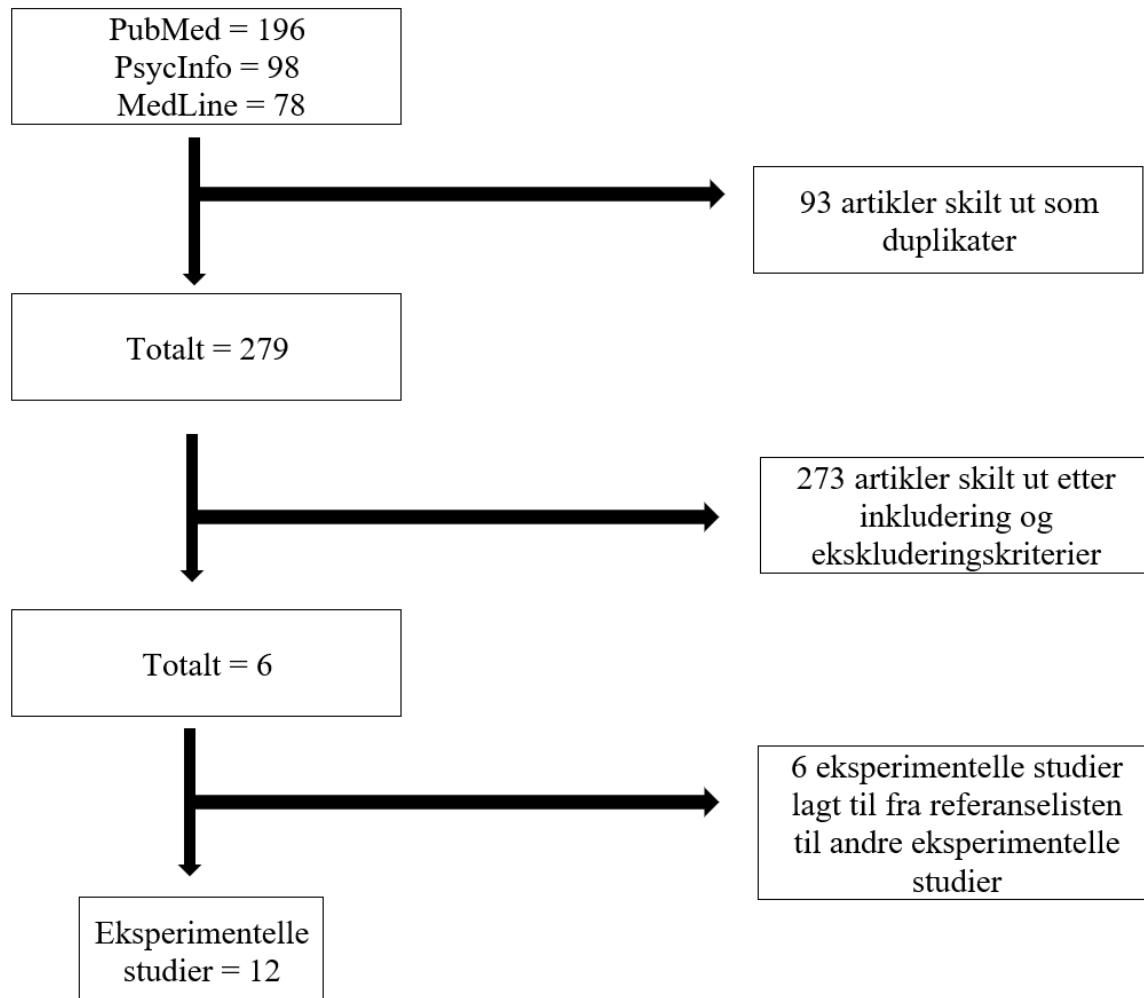 PubMed = 196
PsycInfo = 98
MedLine = 78
93 artikler skilt ut som
duplikater
Totalt = 279
273 artikler skilt ut etter
inkludering og
ekskluderingskriterier
Totalt = 6
6 eksperimentelle studier
lagt til fra referanselisten
til andre eksperimentelle
studier
Eksperimentelle
studier = 12